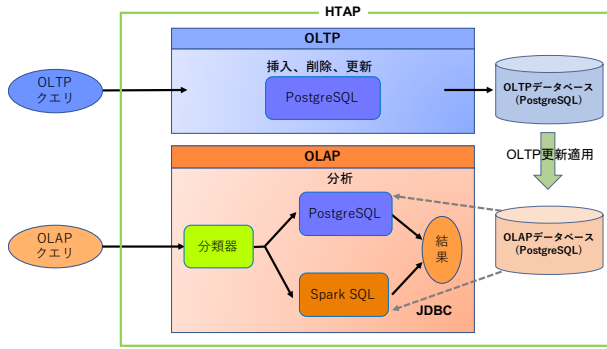 HTAP
OLTP
挿入、削除、更新
PostgreSQL
OLTP
クエリ
OLTPデータベース
(PostgreSQL)
OLTP更新適用
OLAP
分析
PostgreSQL
分類器
Spark SQL
結
果
JDBC
OLAP
クエリ
OLAPデータベース
(PostgreSQL)